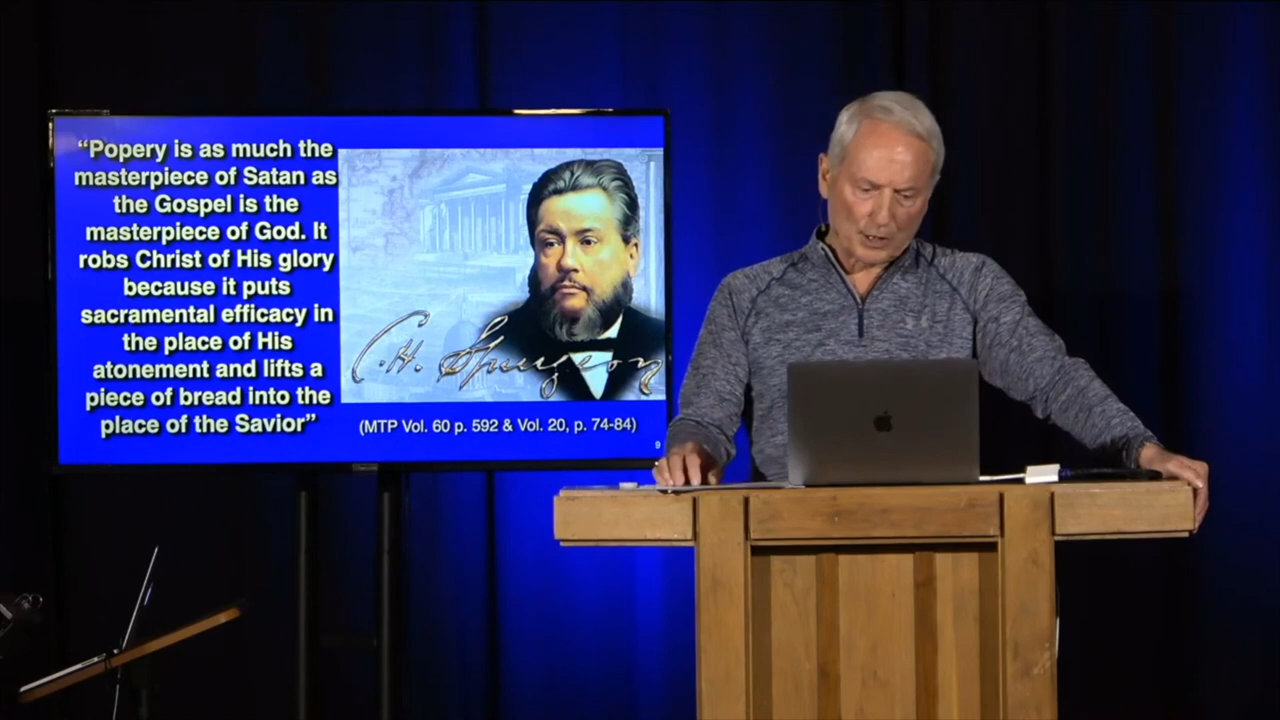 “Popery is as much the
masterpiece of Satan as
the Gospel is the
masterpiece of God. It
robs Christ of His glory
because it puts
sacramental efficacy in
the place of His
atonement and lifts a
piece of bread into the
place of the Savior”
C.H. Spurgeon
(MTP Vol. 60 p. 592 & Vol. 20, p. 74-84)
9